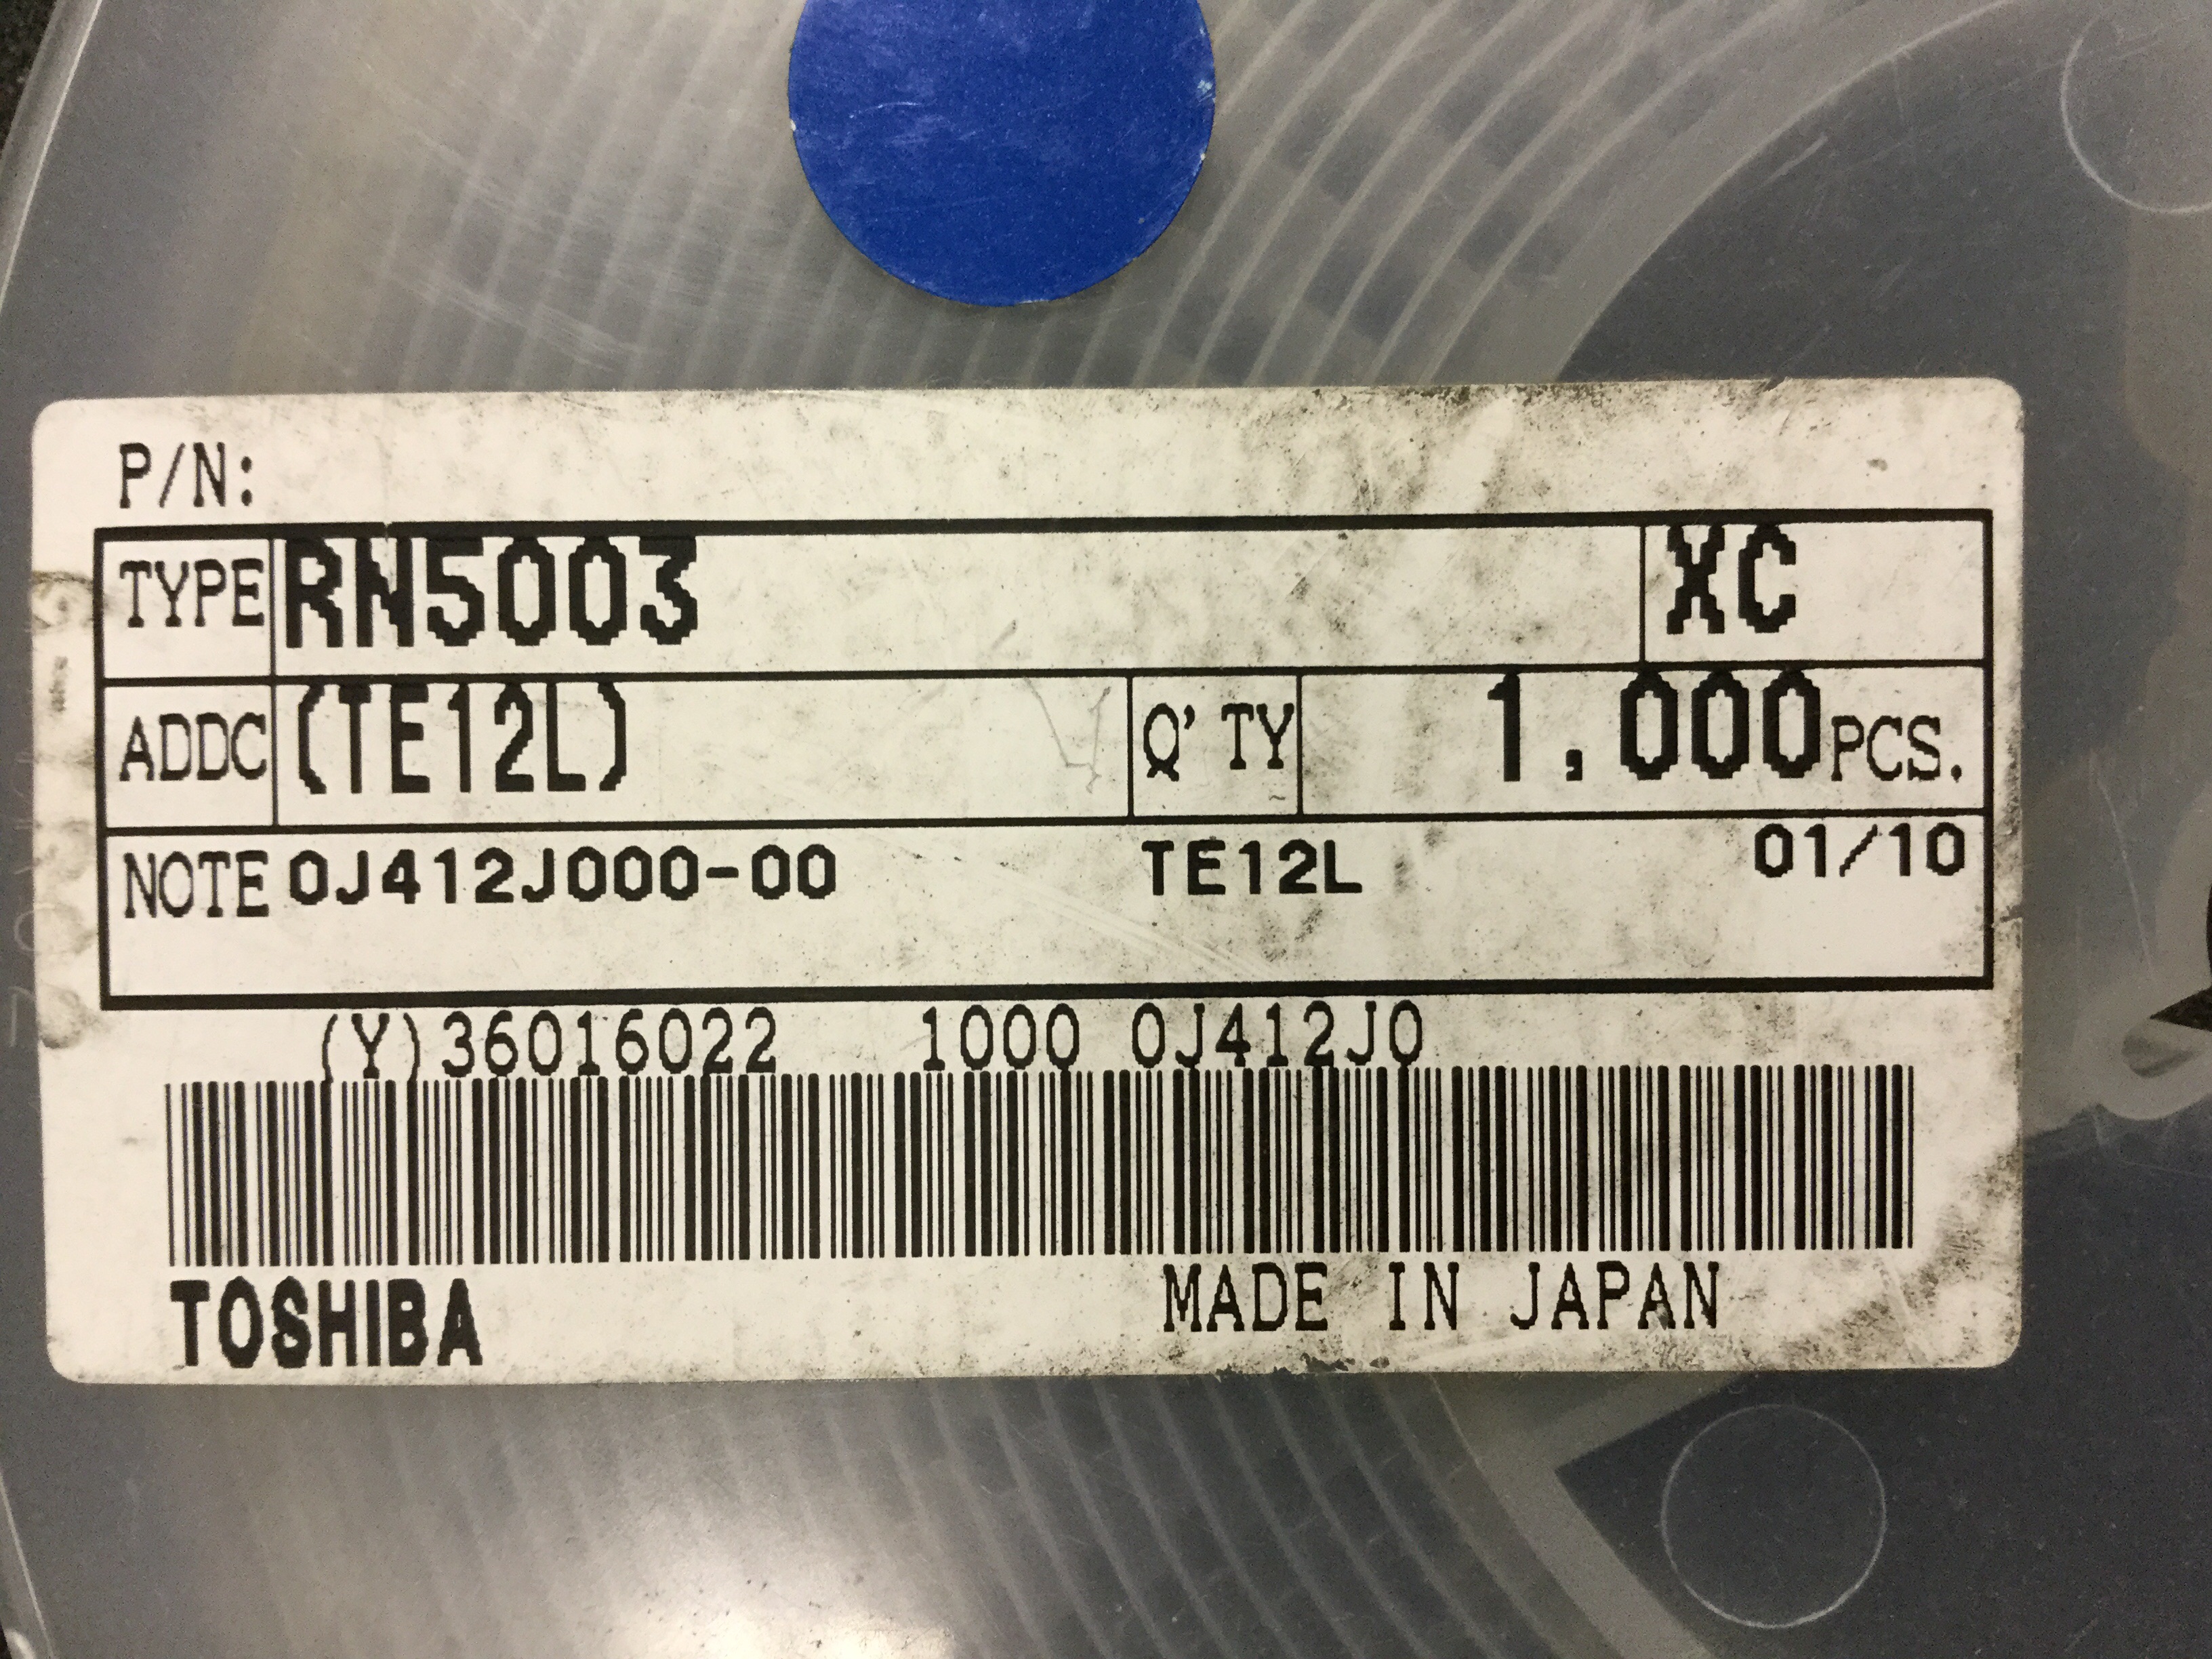 P/N:
TYPE RN5003 XC
ADDC (TE12L) Q'TY 1,000 PCS.
NOTE 0J412J000-00 TE12L 01/10
(Y)36016022 1000 0J412J0
TOSHIBA MADE IN JAPAN